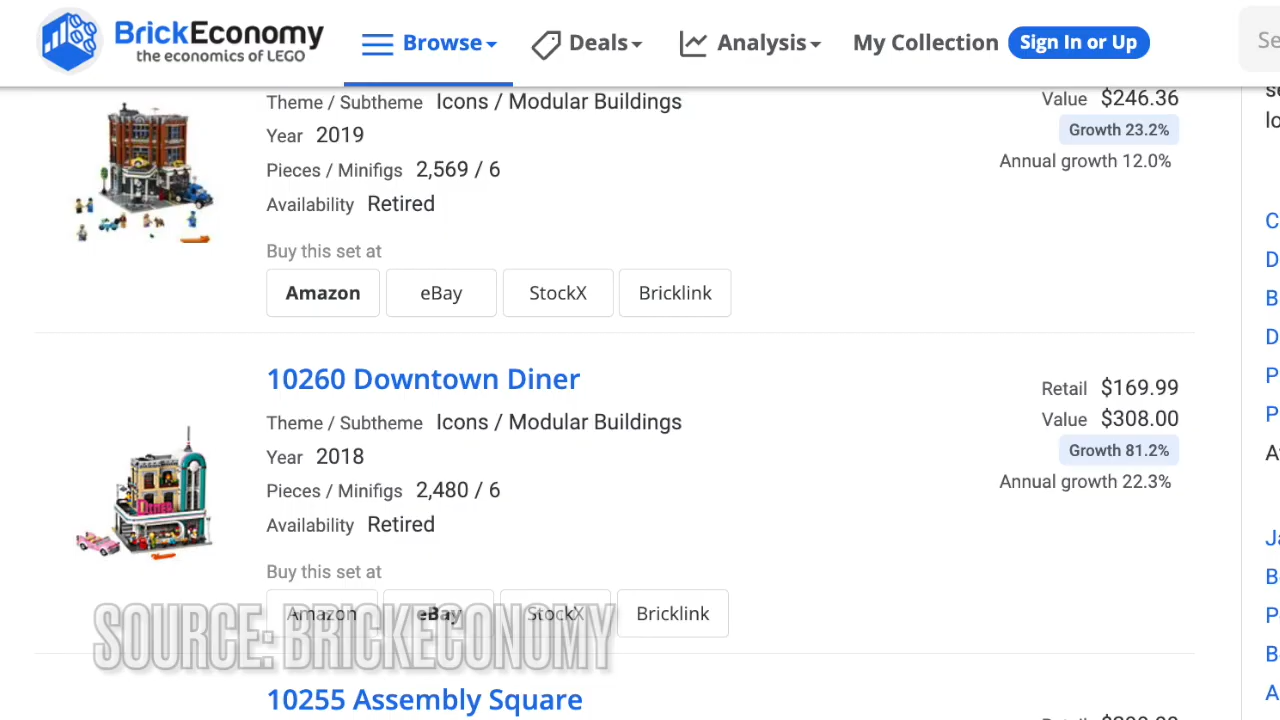 BrickEconomy
the economics of LEGO
Browse
Deals
Analysis
My Collection
Sign In or Up
Se
Theme / Subtheme Icons / Modular Buildings
Year 2019
Pieces / Minifigs 2,569 / 6
Availability Retired
Value $246.36
Growth 23.2%
Annual growth 12.0%
Buy this set at
Amazon
eBay
StockX
Bricklink
10260 Downtown Diner
Theme / Subtheme Icons / Modular Buildings
Year 2018
Pieces / Minifigs 2,480 / 6
Availability Retired
Retail $169.99
Value $308.00
Growth 81.2%
Annual growth 22.3%
Buy this set at
Amazon
eBay
StockX
Bricklink
SOURCE: BRICKECONOMY
10255 Assembly Square